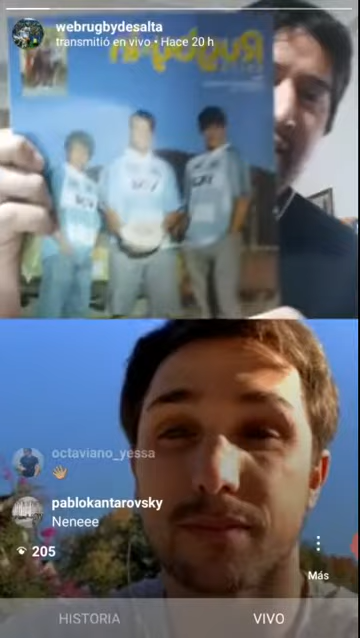 webrugbydesalta
transmitió en vivo • Hace 20 h
octaviano_yessa
👋
pablokantarovsky
Neneee
205
Más
HISTORIA
VIVO